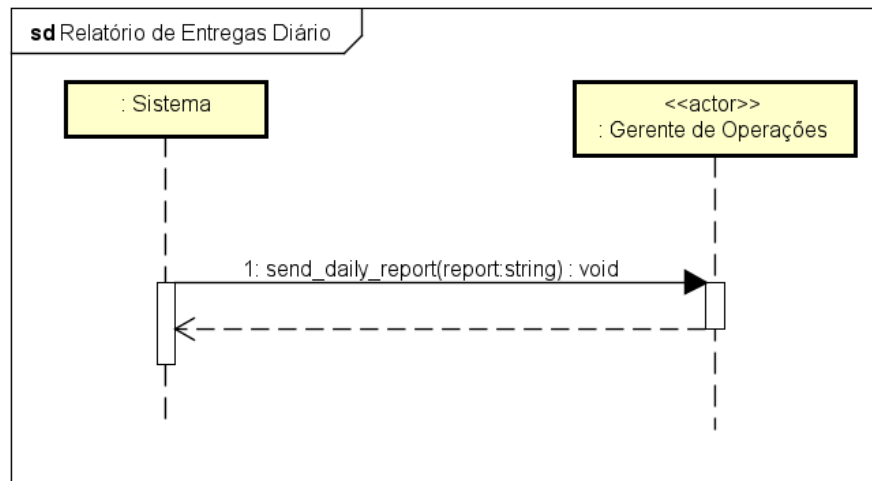 sd Relatório de Entregas Diário
: Sistema
<<actor>>
: Gerente de Operações
1: send_daily_report(report:string) : void